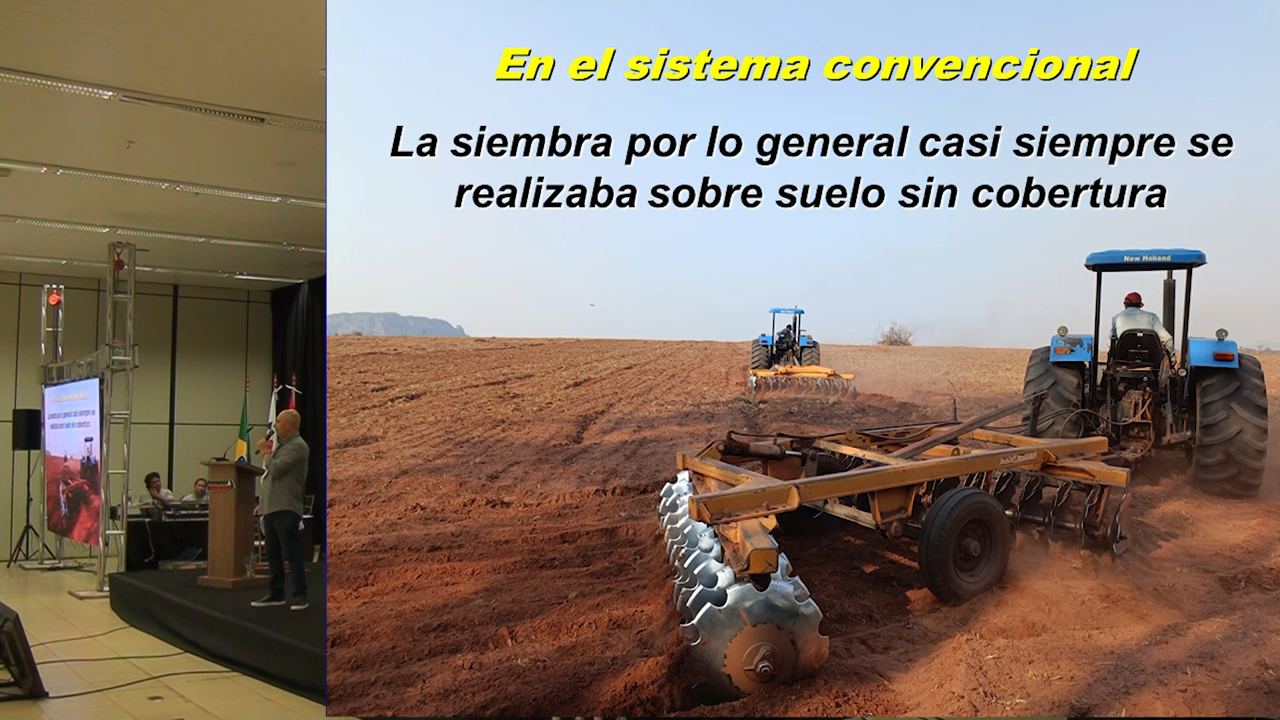 En el sistema convencional
La siembra por lo general casi siempre se
realizaba sobre suelo sin cobertura
New Holland